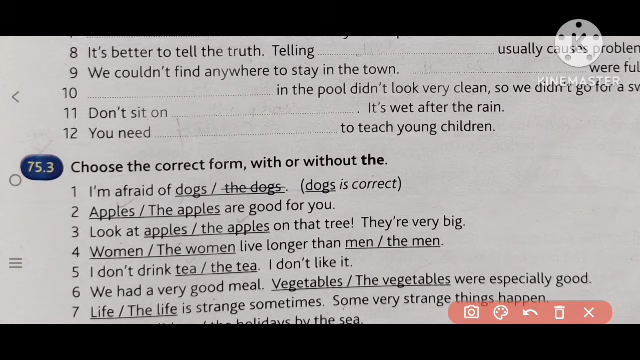 8 It's better to tell the truth. Telling ........ usually causes problem
9 We couldn't find anywhere to stay in the town. ........ were ful
10 ........ in the pool didn't look very clean, so we didn't go for a sw
11 Don't sit on ........ . It's wet after the rain.
12 You need ........ to teach young children.
KINEMASTER
75.3 Choose the correct form, with or without the.
1 I'm afraid of dogs / the dogs. (dogs is correct)
2 Apples / The apples are good for you.
3 Look at apples / the apples on that tree! They're very big.
4 Women / The women live longer than men / the men.
5 I don't drink tea / the tea. I don't like it.
6 We had a very good meal. Vegetables / The vegetables were especially good.
7 Life / The life is strange sometimes. Some very strange things happen.
holidays by the sea.